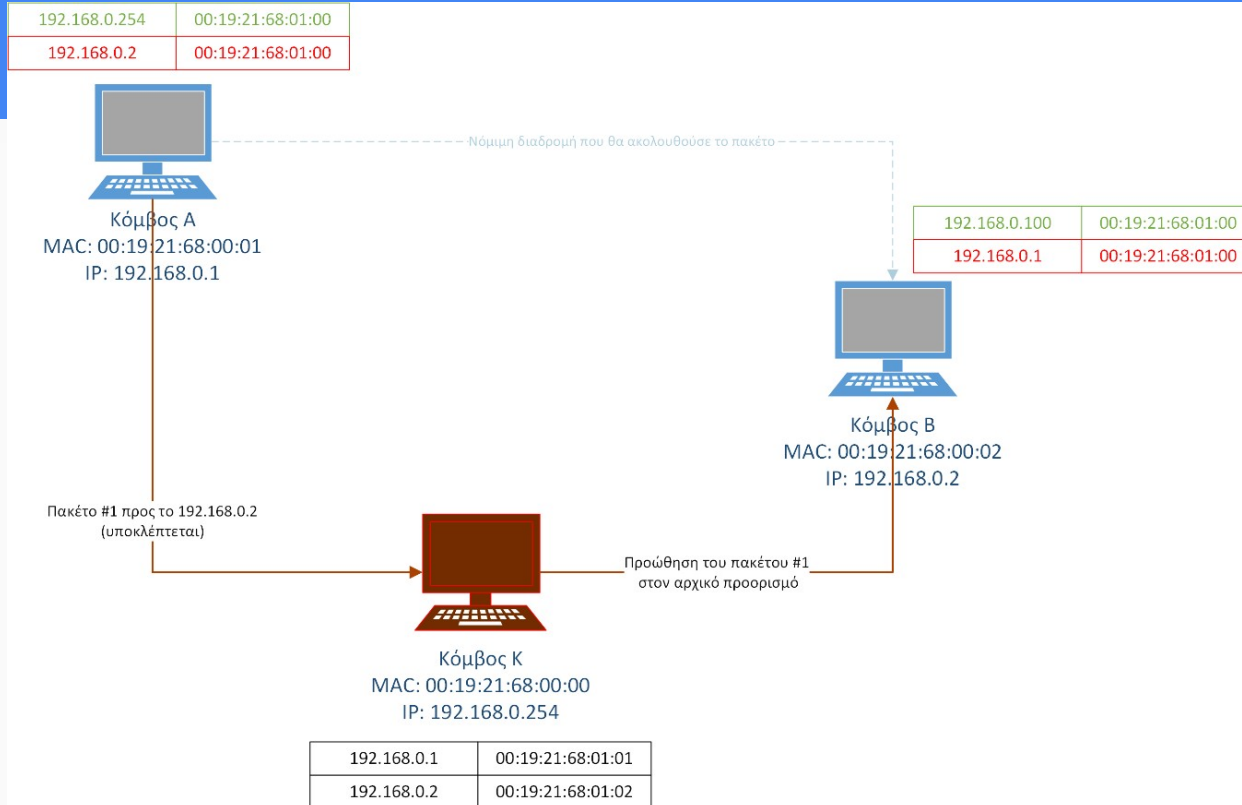 192.168.0.254 00:19:21:68:01:00
192.168.0.2 00:19:21:68:01:00
Νόμιμη διαδρομή που θα ακολουθούσε το πακέτο
Κόμβος Α
MAC: 00:19:21:68:00:01
IP: 192.168.0.1
192.168.0.100 00:19:21:68:01:00
192.168.0.1 00:19:21:68:01:00
Κόμβος Β
MAC: 00:19:21:68:00:02
IP: 192.168.0.2
Πακέτο #1 προς το 192.168.0.2
(υποκλέπτεται)
Προώθηση του πακέτου #1
στον αρχικό προορισμό
Κόμβος Κ
MAC: 00:19:21:68:00:00
IP: 192.168.0.254
192.168.0.1 00:19:21:68:01:01
192.168.0.2 00:19:21:68:01:02